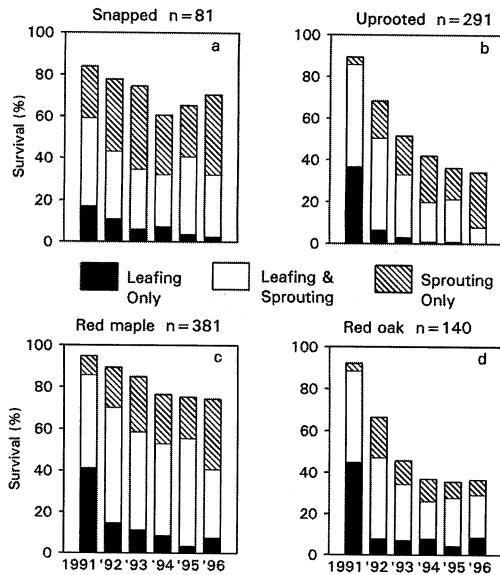 Snapped n=81
Uprooted n=291
100
80
60
40
20
0
Survival (%)
a
100
80
60
40
20
0
b
Leafing
Only
Leafing &
Sprouting
Sprouting
Only
Red maple n=381
Red oak n=140
100
80
60
40
20
0
Survival (%)
c
1991 '92 '93 '94 '95 '96
100
80
60
40
20
0
d
1991 '92 '93 '94 '95 '96